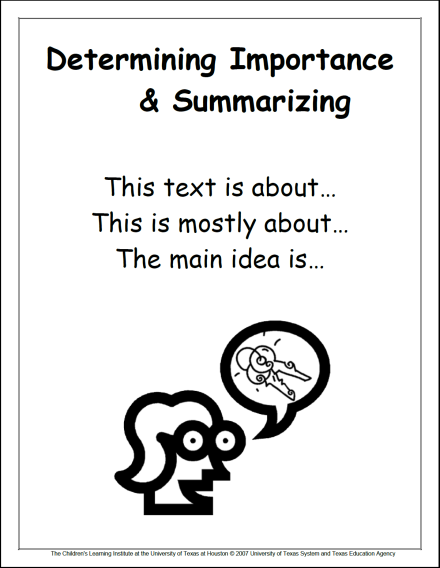 Determining Importance
& Summarizing
This text is about…
This is mostly about…
The main idea is…
The Children's Learning Institute at the University of Texas at Houston © 2007 University of Texas System and Texas Education Agency